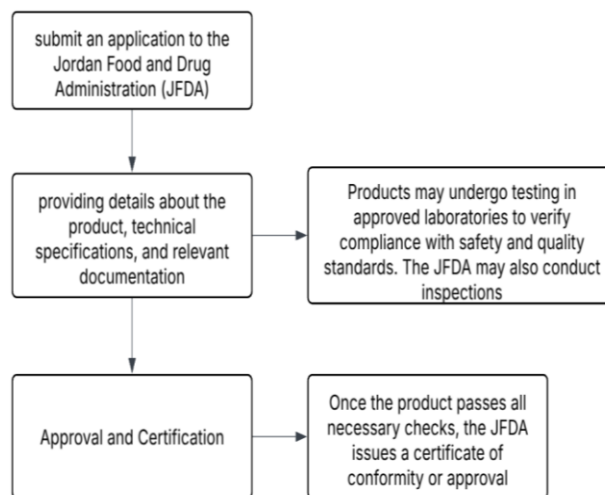 submit an application to the
Jordan Food and Drug
Administration (JFDA)
providing details about the
product, technical
specifications, and relevant
documentation
Products may undergo testing in
approved laboratories to verify
compliance with safety and quality
standards. The JFDA may also conduct
inspections
Approval and Certification
Once the product passes all
necessary checks, the JFDA
issues a certificate of
conformity or approval